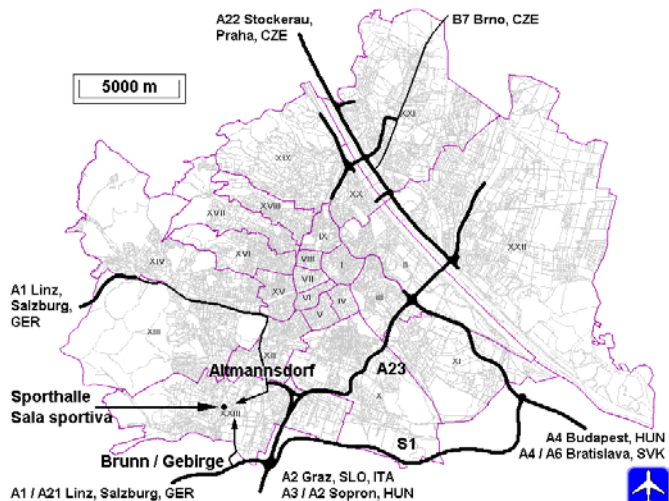 A22 Stockerau,
Praha, CZE
B7 Brno, CZE
5000 m
XXI
XIX
XX
XVIII
XVII
IX
XXII
XIV
XVI
VIII
I
II
VII
XV
VI
IV
V
III
A1 Linz,
Salzburg,
GER
XIII
XII
Altmannsdorf
A23
XI
X
Sporthalle
Sala sportiva
XXIII
S1
Brunn / Gebirge
A4 Budapest, HUN
A4 / A6 Bratislava, SVK
A1 / A21 Linz, Salzburg, GER
A2 Graz, SLO, ITA
A3 / A2 Sopron, HUN